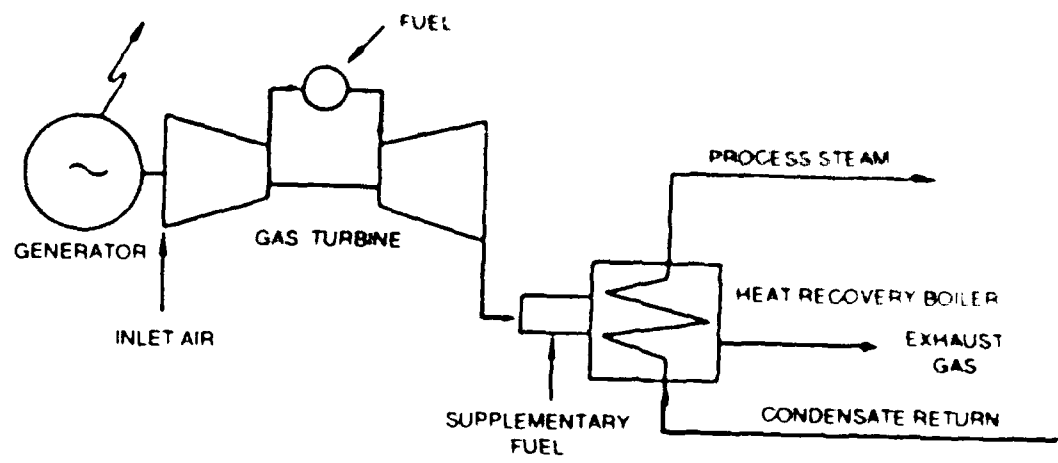 FUEL
~
PROCESS STEAM
GENERATOR
GAS TURBINE
HEAT RECOVERY BOILER
INLET AIR
EXHAUST
GAS
SUPPLEMENTARY
FUEL
CONDENSATE RETURN